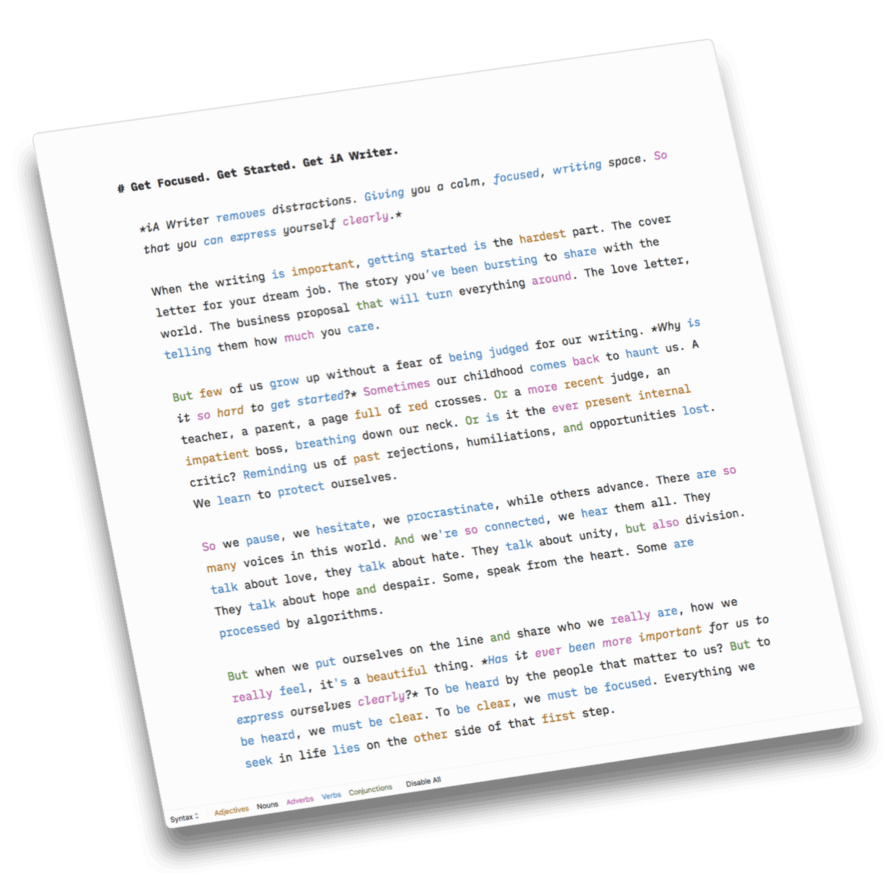 # Get Focused. Get Started. Get iA Writer.
*iA Writer removes distractions. Giving you a calm, focused, writing space. So
that you can express yourself clearly.*
When the writing is important, getting started is the hardest part. The cover
letter for your dream job. The story you've been bursting to share with the
world. The business proposal that will turn everything around. The love letter,
telling them how much you care.
But few of us grow up without a fear of being judged for our writing. *Why is
it so hard to get started?* Sometimes our childhood comes back to haunt us. A
teacher, a parent, a page full of red crosses. Or a more recent judge, an
impatient boss, breathing down our neck. Or is it the ever present internal
critic? Reminding us of past rejections, humiliations, and opportunities lost.
We learn to protect ourselves.
So we pause, we hesitate, we procrastinate, while others advance. There are so
many voices in this world. And we're so connected, we hear them all. They
talk about love, they talk about hate. They talk about unity, but also division.
They talk about hope and despair. Some, speak from the heart. Some are
processed by algorithms.
But when we put ourselves on the line and share who we really are, how we
really feel, it's a beautiful thing. *Has it ever been more important for us to
express ourselves clearly?* To be heard by the people that matter to us? But to
be heard, we must be clear. To be clear, we must be focused. Everything we
seek in life lies on the other side of that first step.
Syntax Adjectives Nouns Adverbs Verbs Conjunctions Disable All